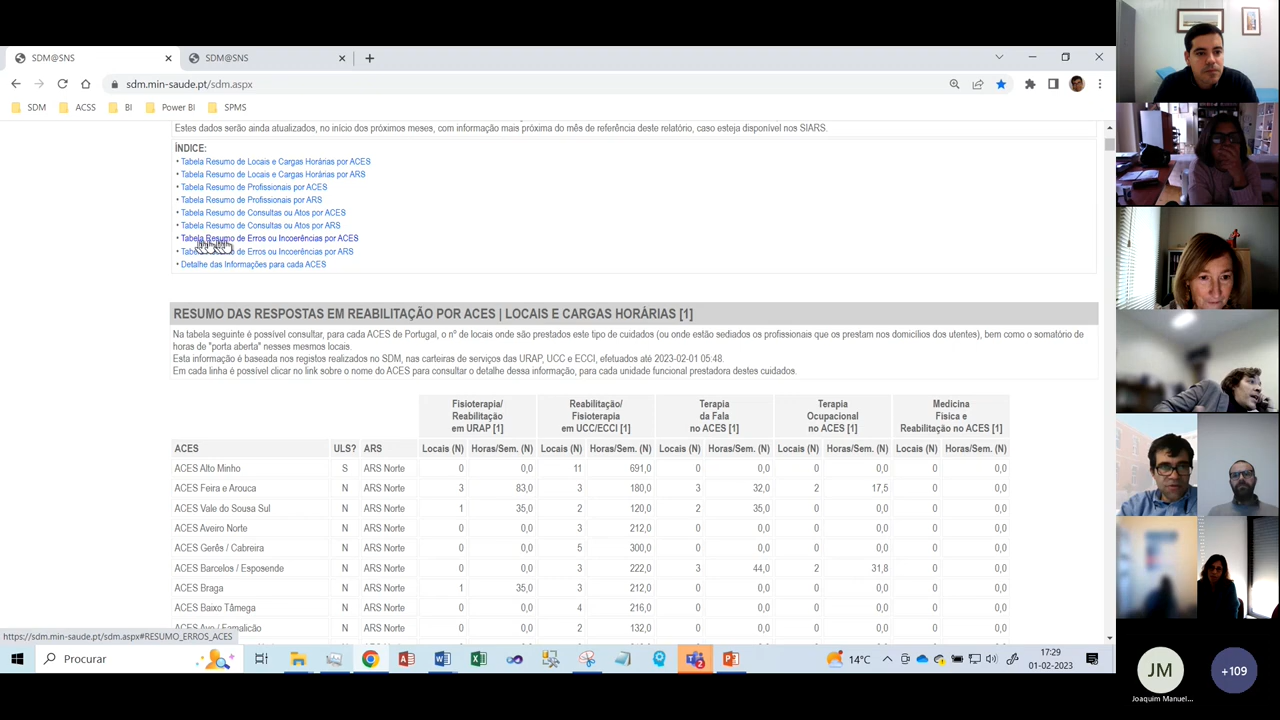 SDM@SNS
SDM@SNS
sdm.min-saude.pt/sdm.aspx
SDM ACSS BI Power BI SPMS
Estes dados serão ainda atualizados, no início dos próximos meses, com informação mais próxima do mês de referência deste relatório, caso esteja disponível nos SIARS.
ÍNDICE:
• Tabela Resumo de Locais e Cargas Horárias por ACES
• Tabela Resumo de Locais e Cargas Horárias por ARS
• Tabela Resumo de Profissionais por ACES
• Tabela Resumo de Profissionais por ARS
• Tabela Resumo de Consultas ou Atos por ACES
• Tabela Resumo de Consultas ou Atos por ARS
• Tabela Resumo de Erros ou Incoerências por ACES
de Erros ou Incoerências por ARS
• Detalhe das Informações para cada ACES
RESUMO DAS RESPOSTAS EM REABILITAÇÃO POR ACES | LOCAIS E CARGAS HORÁRIAS [1]
Na tabela seguinte é possível consultar, para cada ACES de Portugal, o nº de locais onde são prestados este tipo de cuidados (ou onde estão sediados os profissionais que os prestam nos domicílios dos utentes), bem como o somatório de
horas de "porta aberta" nesses mesmos locais.
Esta informação é baseada nos registos realizados no SDM, nas carteiras de serviços das URAP, UCC e ECCI, efetuados até 2023-02-01 05:48.
Em cada linha é possível clicar no link sobre o nome do ACES para consultar o detalhe dessa informação, para cada unidade funcional prestadora destes cuidados.
Fisioterapia/ Reabilitação/ Terapia Terapia Medicina
Reabilitação Fisioterapia da Fala Ocupacional Fisica e
em URAP [1] em UCC/ECCI [1] no ACES [1] no ACES [1] Reabilitação no ACES [1]
ACES ULS? ARS Locais (N) Horas/Sem. (N) Locais (N) Horas/Sem. (N) Locais (N) Horas/Sem. (N) Locais (N) Horas/Sem. (N) Locais (N) Horas/Sem. (N)
ACES Alto Minho S ARS Norte 0 0,0 11 691,0 0 0,0 0 0,0 0 0,0
ACES Feira e Arouca N ARS Norte 3 83,0 3 180,0 3 32,0 2 17,5 0 0,0
ACES Vale do Sousa Sul N ARS Norte 1 35,0 2 120,0 2 35,0 0 0,0 0 0,0
ACES Aveiro Norte N ARS Norte 0 0,0 3 212,0 0 0,0 0 0,0 0 0,0
ACES Gerês / Cabreira N ARS Norte 0 0,0 5 300,0 0 0,0 0 0,0 0 0,0
ACES Barcelos / Esposende N ARS Norte 0 0,0 3 222,0 3 44,0 2 31,8 0 0,0
ACES Braga N ARS Norte 1 35,0 3 212,0 0 0,0 0 0,0 0 0,0
ACES Baixo Tâmega N ARS Norte 0 0,0 4 216,0 0 0,0 0 0,0 0 0,0
ACES Ave / Famalicão N ARS Norte 0 0,0 2 132,0 0 0,0 0 0,0 0 0,0
https://sdm.min-saude.pt/sdm.aspx#RESUMO_ERROS_ACES
Procurar
14°C
17:29
01-02-2023
JM
Joaquim Manuel...
+109